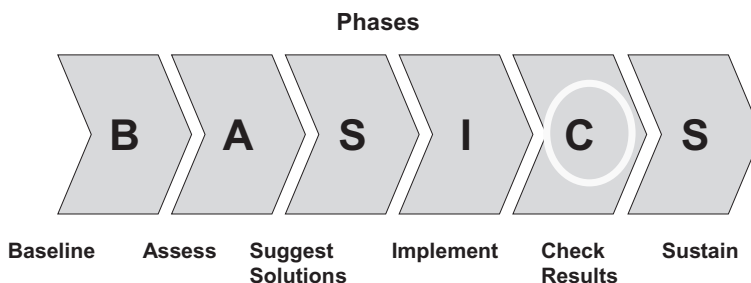 Phases
B A S I C S
Baseline Assess Suggest Solutions Implement Check Results Sustain